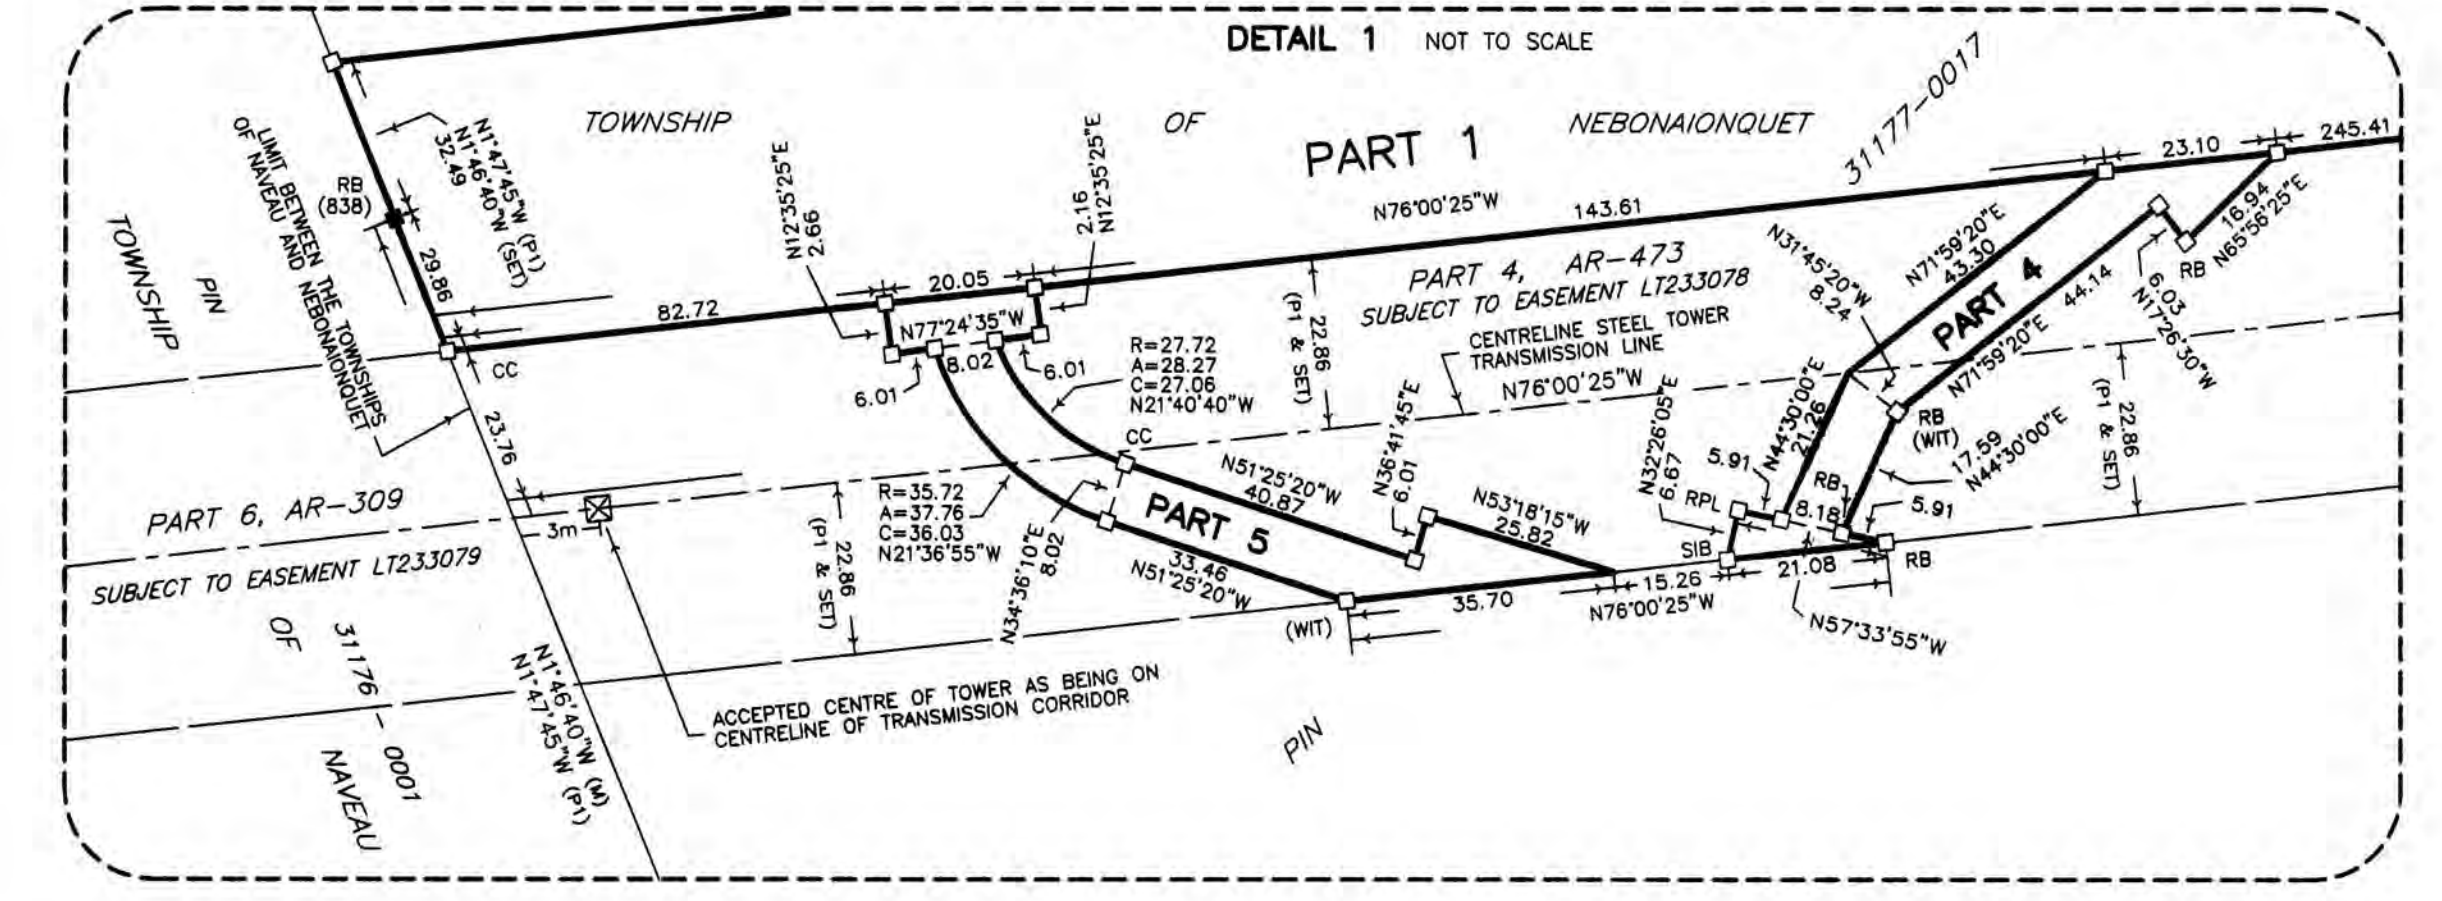 DETAIL 1 NOT TO SCALE
TOWNSHIP OF NEBONAIONQUET
PART 1
31177-0017
23.10
245.41
N1°47'45"W (P1)
N1°46'40"W (SET)
32.49
RB
(838)
LIMIT BETWEEN THE TOWNSHIPS
OF NAVEAU AND NEBONAIONQUET
TOWNSHIP
PIN
29.86
CC
82.72
N12°35'25"E
2.66
20.05
2.16
N12°35'25"E
N77°24'35"W
6.01
8.02
6.01
R=27.72
A=28.27
C=27.06
N21°40'40"W
N76°00'25"W
143.61
PART 4, AR-473
SUBJECT TO EASEMENT LT233078
CENTRELINE STEEL TOWER
TRANSMISSION LINE
N76°00'25"W
22.86
(P1 & SET)
N31°45'20"W
8.24
N71°59'20"E
43.30
PART 4
44.14
N71°59'20"E
16.94
N65°56'25"E
RB
6.03
N17°26'30"W
22.86
(P1 & SET)
RB
(WIT)
17.59
N44°30'00"E
N44°30'00"E
21.26
5.91
N32°26'05"E
6.67
RPL
RB
8.18
5.91
SIB
21.08
RB
N57°33'55"W
15.26
N76°00'25"W
35.70
(WIT)
N53°18'15"W
25.82
N36°41'45"E
6.01
N51°25'20"W
40.87
CC
PART 5
33.46
N51°25'20"W
N34°36'10"E
8.02
R=35.72
A=37.76
C=36.03
N21°36'55"W
22.86
(P1 & SET)
23.76
3m
PART 6, AR-309
SUBJECT TO EASEMENT LT233079
OF
31176-0001
NAVEAU
N1°46'40"W (M)
N1°47'45"W (P1)
ACCEPTED CENTRE OF TOWER AS BEING ON
CENTRELINE OF TRANSMISSION CORRIDOR
PIN